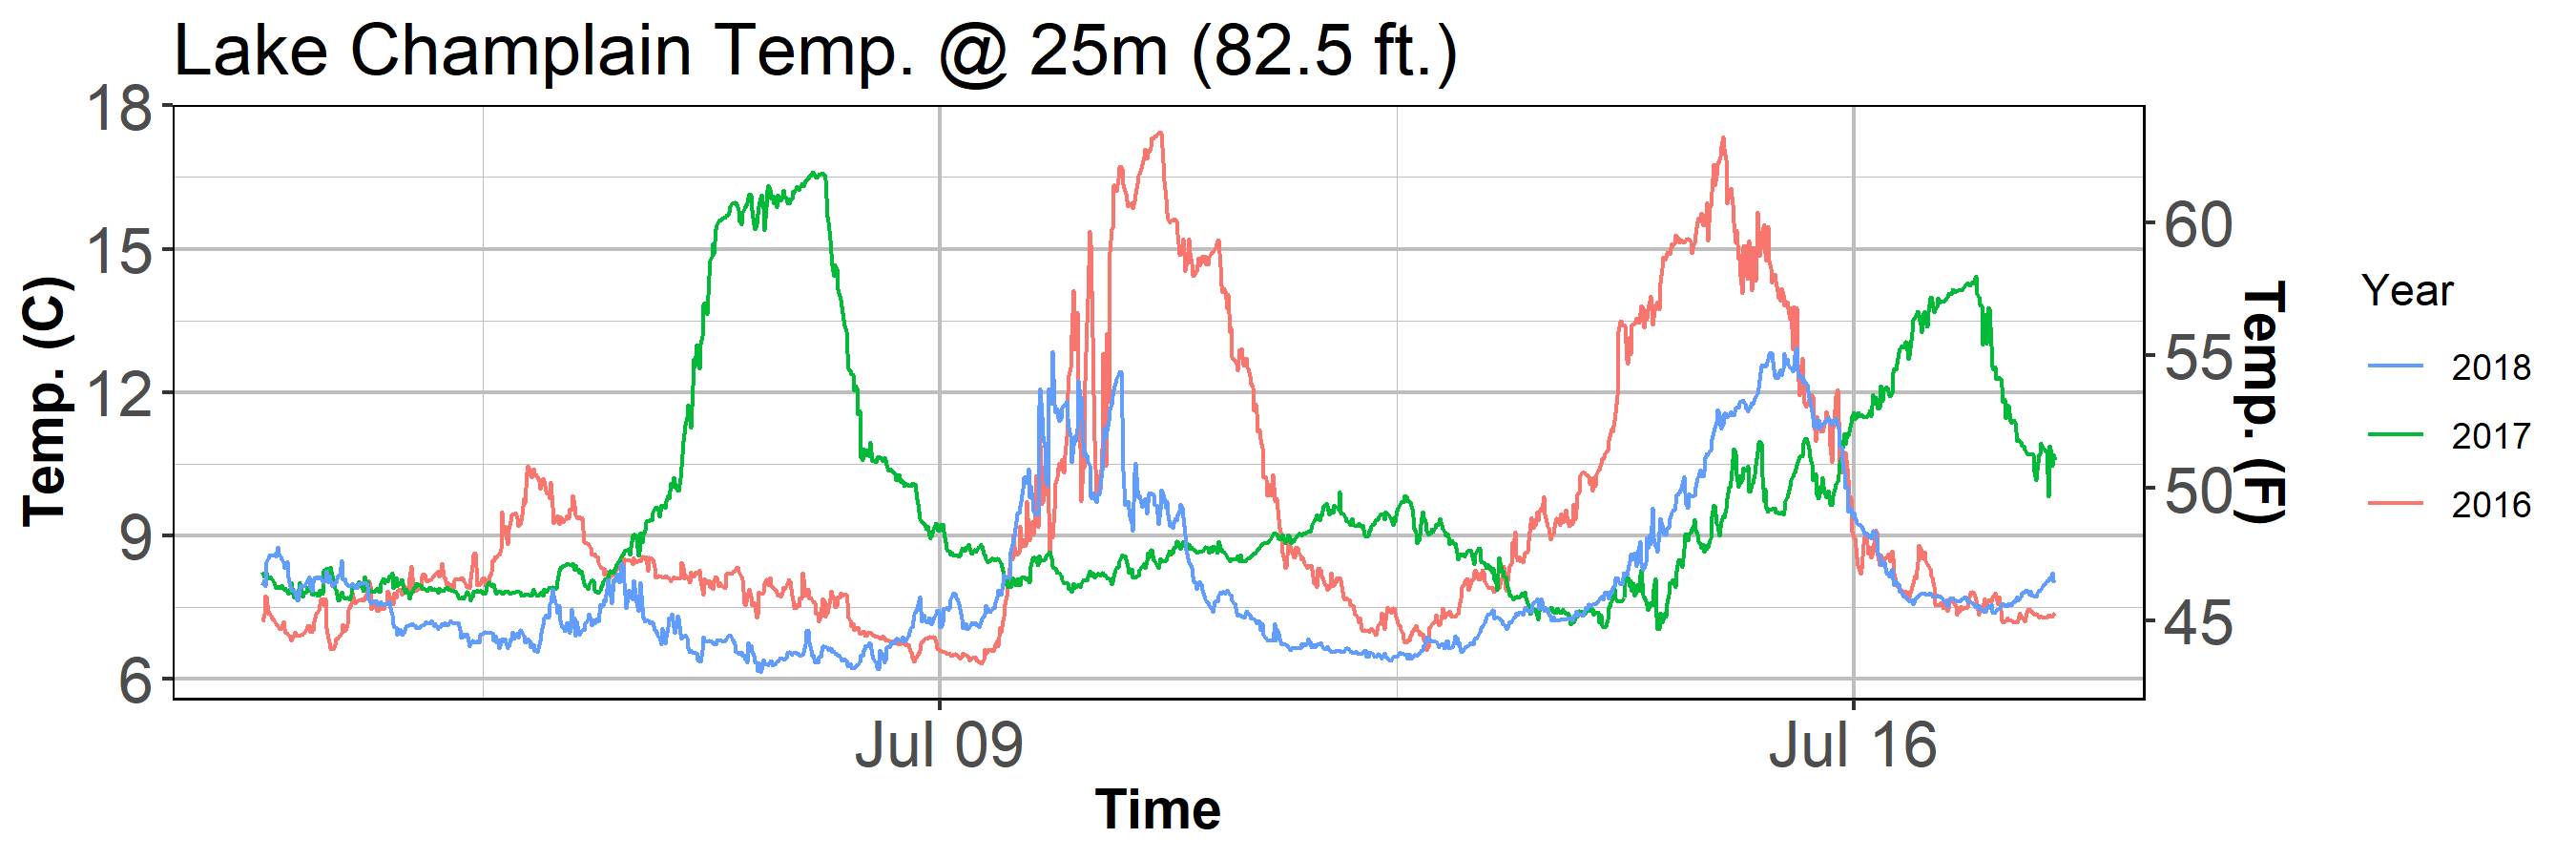 Lake Champlain Temp. @ 25m (82.5 ft.)
18
15
12
9
6
Temp. (C)
60
55
50
45
Temp. (F)
Jul 09
Jul 16
Time
Year
2018
2017
2016